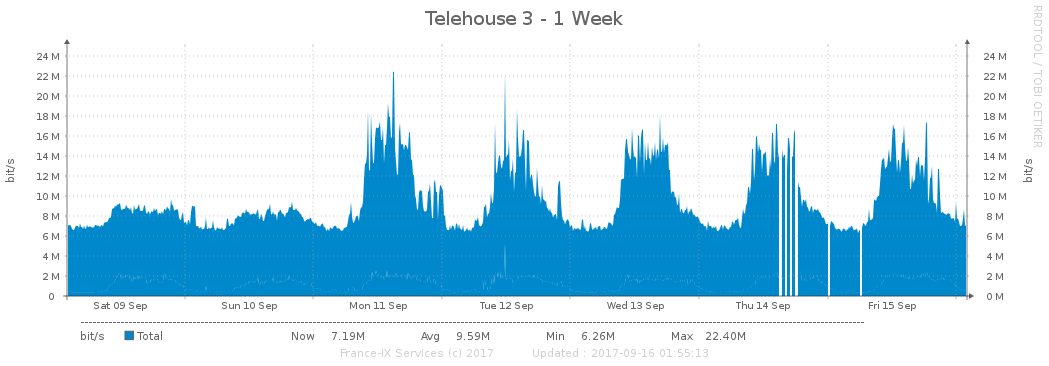 Telehouse 3 - 1 Week
RRDTOOL / TOBI OETIKER
bit/s
24 M 24 M
22 M 22 M
20 M 20 M
18 M 18 M
16 M 16 M
14 M 14 M
12 M 12 M
10 M 10 M
8 M 8 M
6 M 6 M
4 M 4 M
2 M 2 M
0 0 M
bit/s
Sat 09 Sep Sun 10 Sep Mon 11 Sep Tue 12 Sep Wed 13 Sep Thu 14 Sep Fri 15 Sep
bit/s Total Now 7.19M Avg 9.59M Min 6.26M Max 22.40M
France-IX Services (c) 2017 Updated : 2017-09-16 01:55:13